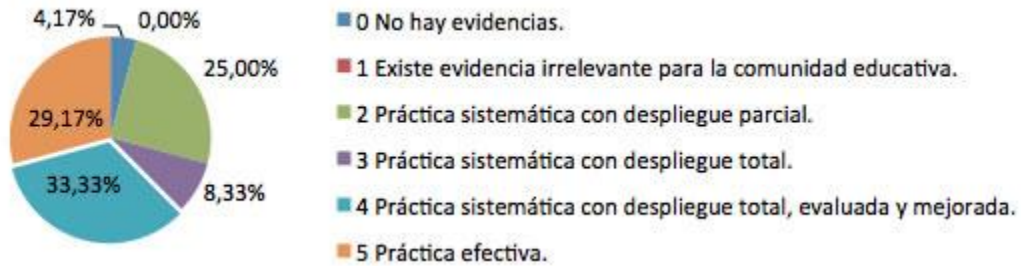 4,17% 0,00%
25,00%
29,17%
33,33%
8,33%
0 No hay evidencias.
1 Existe evidencia irrelevante para la comunidad educativa.
2 Práctica sistemática con despliegue parcial.
3 Práctica sistemática con despliegue total.
4 Práctica sistemática con despliegue total, evaluada y mejorada.
5 Práctica efectiva.